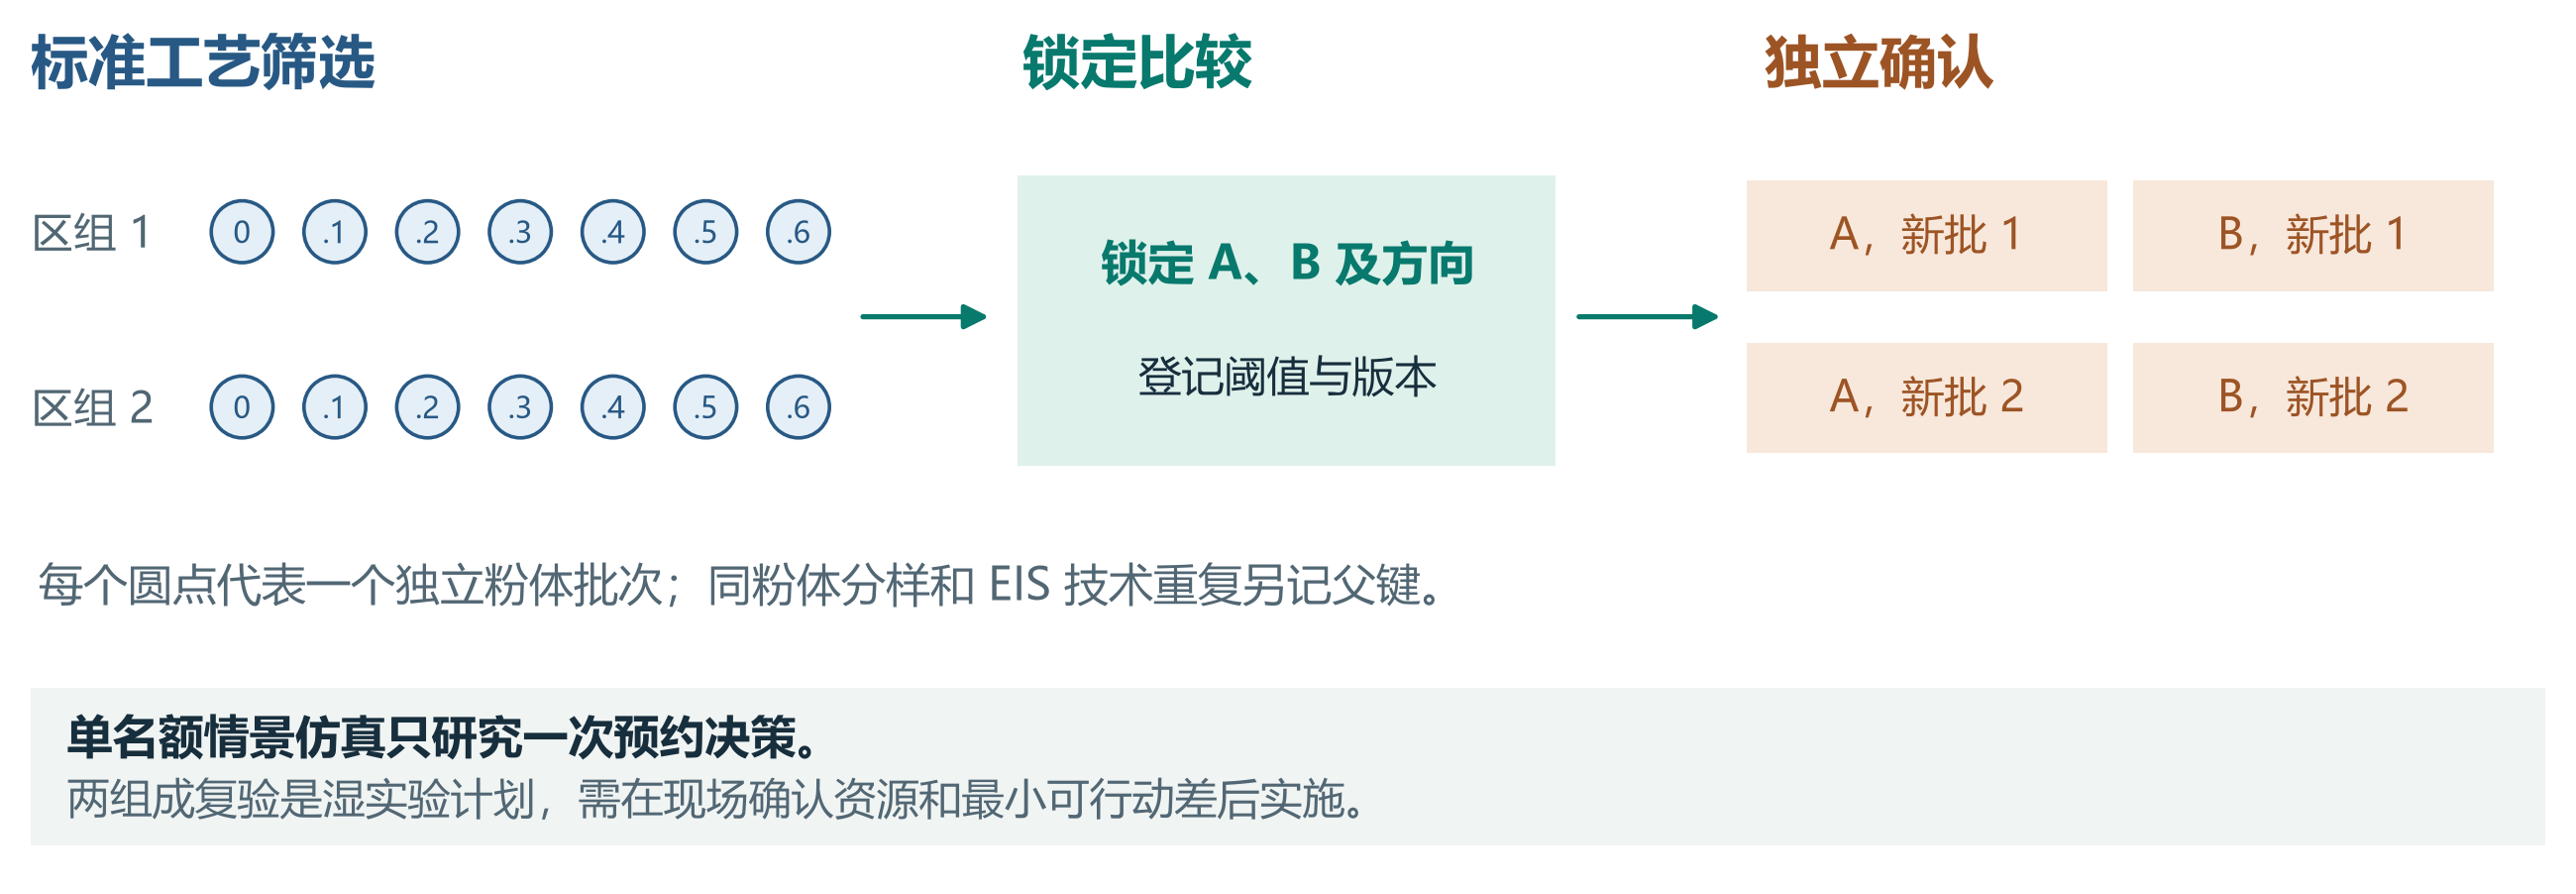 标准工艺筛选
锁定比较
独立确认
区组 1
0 .1 .2 .3 .4 .5 .6
区组 2
0 .1 .2 .3 .4 .5 .6
锁定 A、B 及方向
登记阈值与版本
A，新批 1
B，新批 1
A，新批 2
B，新批 2
每个圆点代表一个独立粉体批次；同粉体分样和 EIS 技术重复另记父键。
单名额情景仿真只研究一次预约决策。
两组成复验是湿实验计划，需在现场确认资源和最小可行动差后实施。